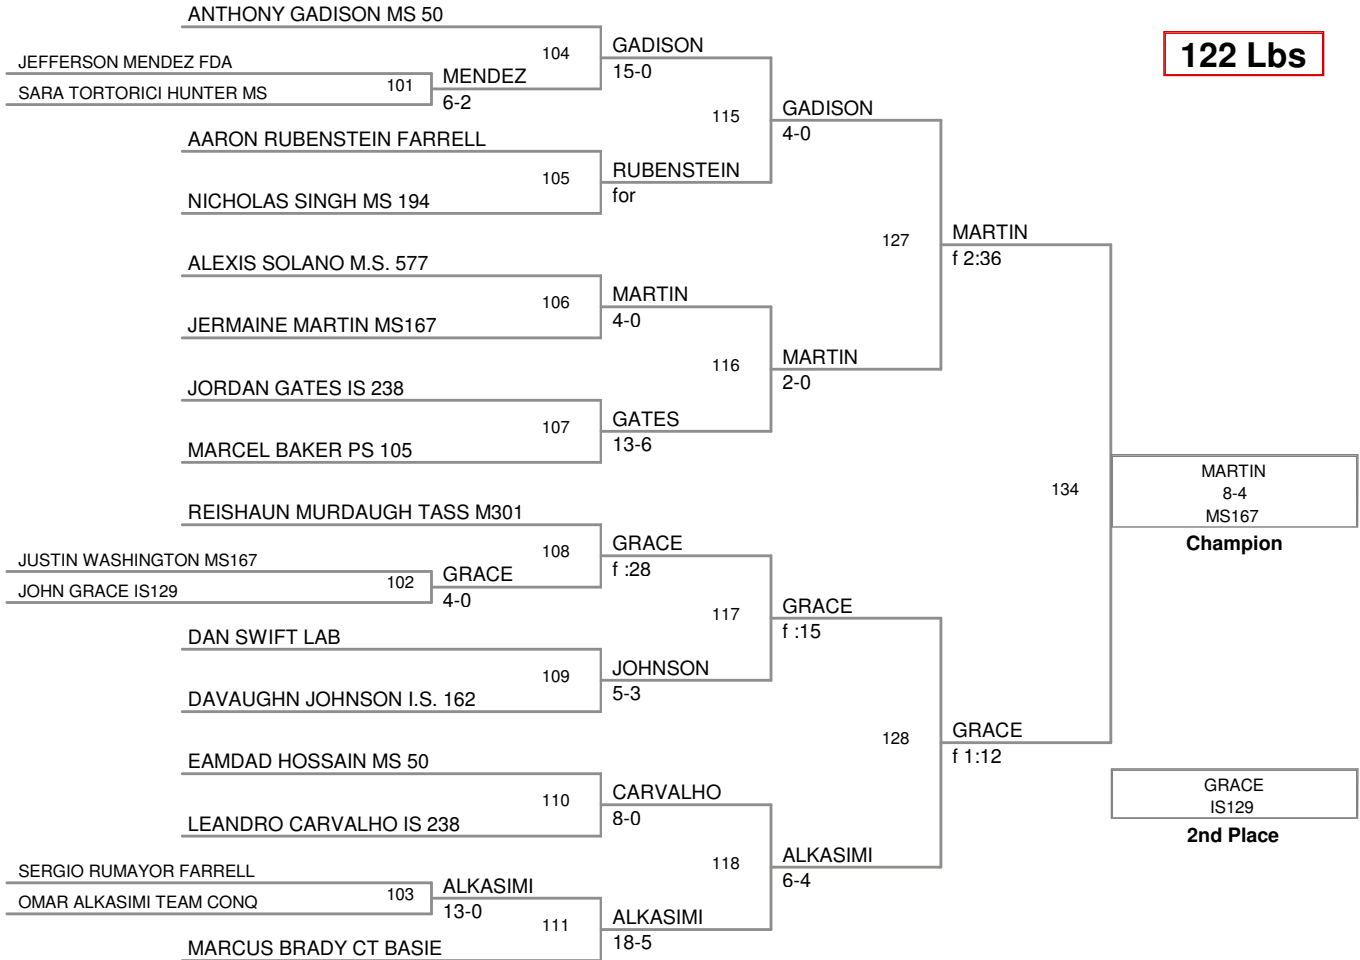 ANTHONY GADISON MS 50
122 Lbs
104
GADISON
15-0
JEFFERSON MENDEZ FDA
101
MENDEZ
6-2
SARA TORTORICI HUNTER MS
115
GADISON
4-0
AARON RUBENSTEIN FARRELL
105
RUBENSTEIN
for
NICHOLAS SINGH MS 194
127
MARTIN
f 2:36
ALEXIS SOLANO M.S. 577
106
MARTIN
4-0
JERMAINE MARTIN MS167
116
MARTIN
2-0
JORDAN GATES IS 238
107
GATES
13-6
MARCEL BAKER PS 105
134
MARTIN
8-4
MS167
Champion
REISHAUN MURDAUGH TASS M301
108
GRACE
f :28
JUSTIN WASHINGTON MS167
102
GRACE
4-0
JOHN GRACE IS129
117
GRACE
f :15
DAN SWIFT LAB
109
JOHNSON
5-3
DAVAUGHN JOHNSON I.S. 162
128
GRACE
f 1:12
EAMDAD HOSSAIN MS 50
110
CARVALHO
8-0
LEANDRO CARVALHO IS 238
GRACE
IS129
2nd Place
118
ALKASIMI
6-4
SERGIO RUMAYOR FARRELL
103
ALKASIMI
13-0
OMAR ALKASIMI TEAM CONQ
111
ALKASIMI
18-5
MARCUS BRADY CT BASIE